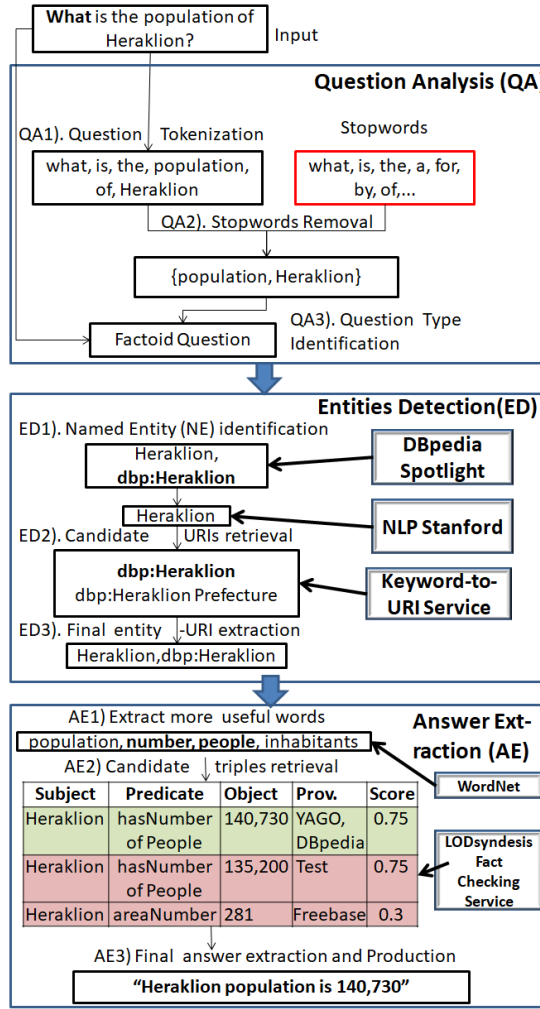 What is the population of
Heraklion?
Input
Question Analysis (QA)
QA1). Question Tokenization
Stopwords
what, is, the, population,
of, Heraklion
what, is, the, a, for,
by, of,...
QA2). Stopwords Removal
{population, Heraklion}
QA3). Question Type
Identification
Factoid Question
Entities Detection(ED)
ED1). Named Entity (NE) identification
Heraklion,
dbp:Heraklion
DBpedia
Spotlight
Heraklion
NLP Stanford
ED2). Candidate URIs retrieval
dbp:Heraklion
dbp:Heraklion Prefecture
Keyword-to-
URI Service
ED3). Final entity -URI extraction
Heraklion,dbp:Heraklion
Answer Ext-
raction (AE)
AE1) Extract more useful words
population, number, people, inhabitants
WordNet
AE2) Candidate triples retrieval
Subject Predicate Object Prov. Score
Heraklion hasNumber 140,730 YAGO, 0.75
of People DBpedia
Heraklion hasNumber 135,200 Test 0.75
of People
Heraklion areaNumber 281 Freebase 0.3
LODsyndesis
Fact
Checking
Service
AE3) Final answer extraction and Production
“Heraklion population is 140,730”